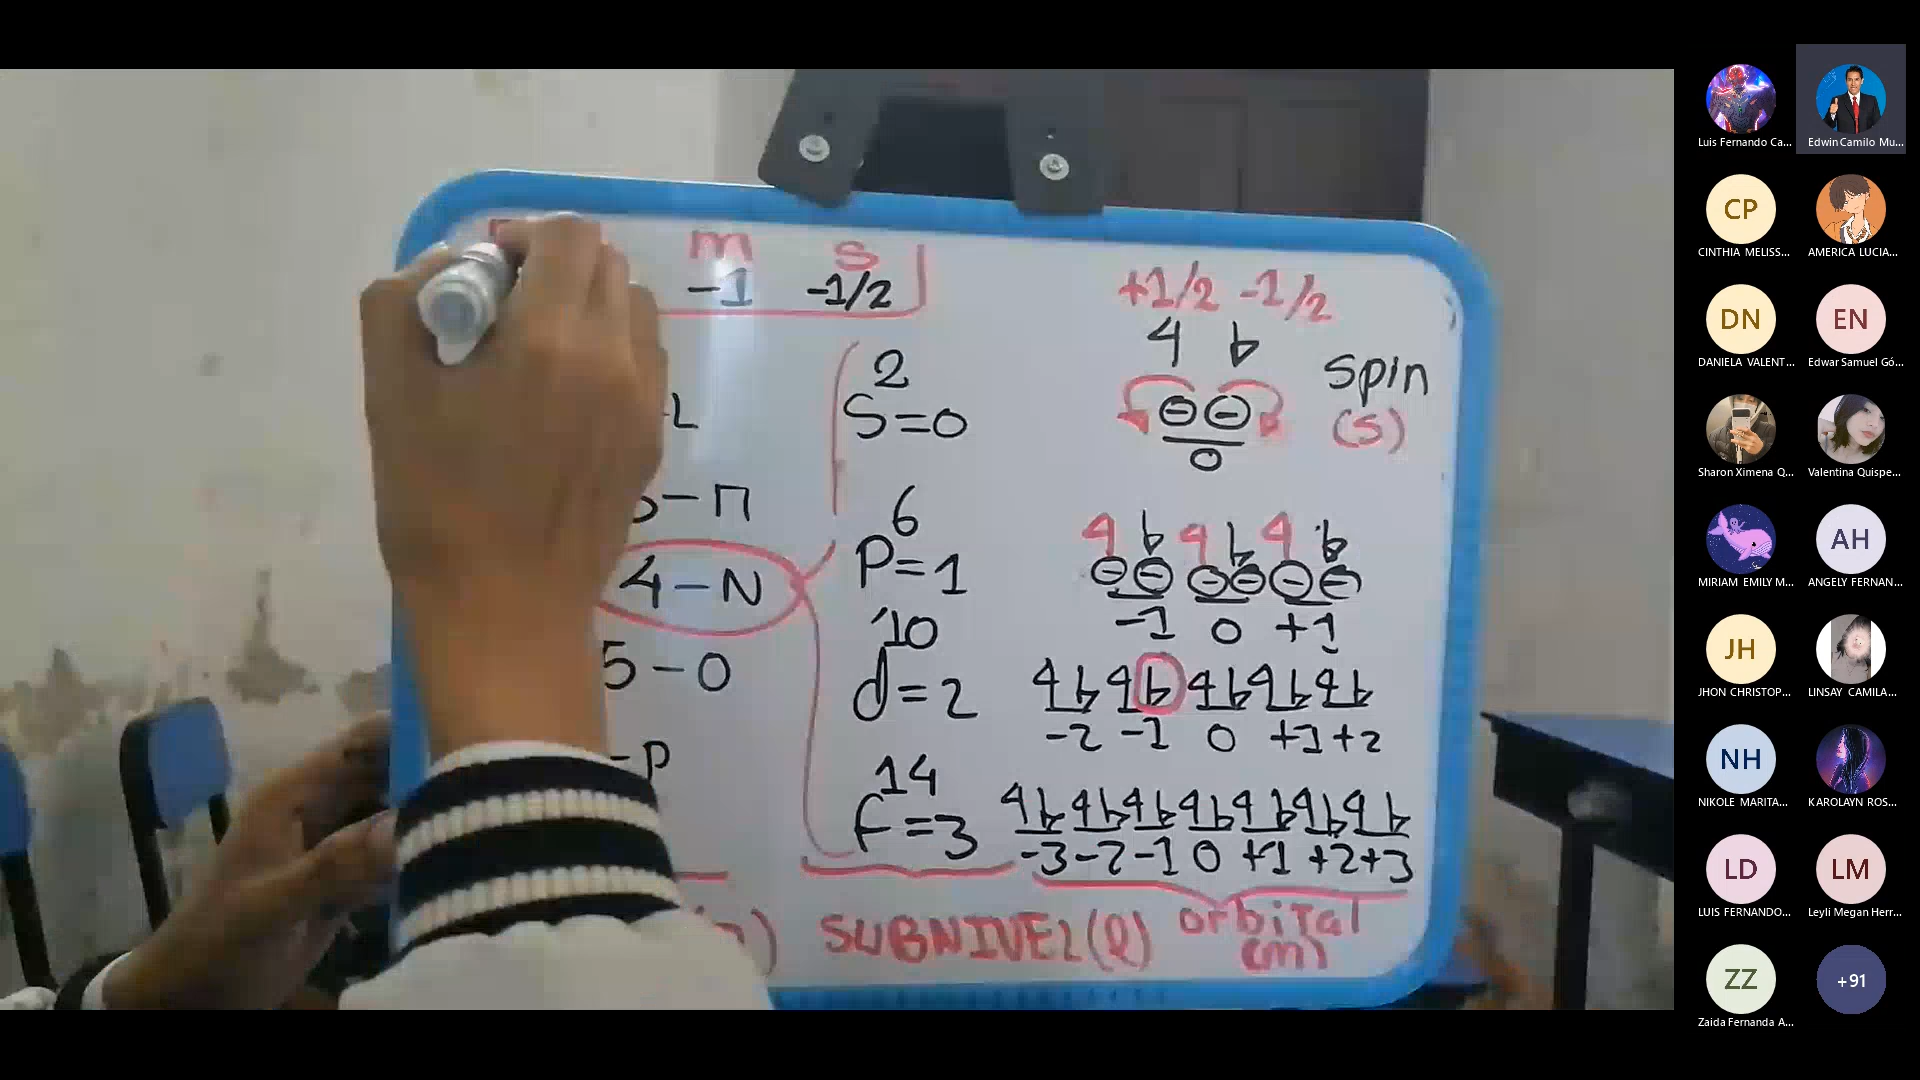 m s
-1 -1/2
+1/2 -1/2
spin
(s)
2
S=0
0
-L
3-M
6
P=1
-1 0 +1
4-N
10
d=2
-2 -1 0 +1 +2
5-O
14
f=3
-3 -2 -1 0 +1 +2 +3
-P
SUBNIVEL(l)
orbital
(m)
Luis Fernando Ca...
Edwin Camilo Mu...
CP
CINTHIA MELISS...
AMERICA LUCIA...
DN
DANIELA VALENT...
EN
Edwar Samuel Gó...
Sharon Ximena Q...
Valentina Quispe...
MIRIAM EMILY M...
AH
ANGELY FERNAN...
JH
JHON CHRISTOP...
LINSAY CAMILA...
NH
NIKOLE MARITA...
KAROLAYN ROS...
LD
LUIS FERNANDO...
LM
Leyli Megan Herr...
ZZ
Zaida Fernanda A...
+91